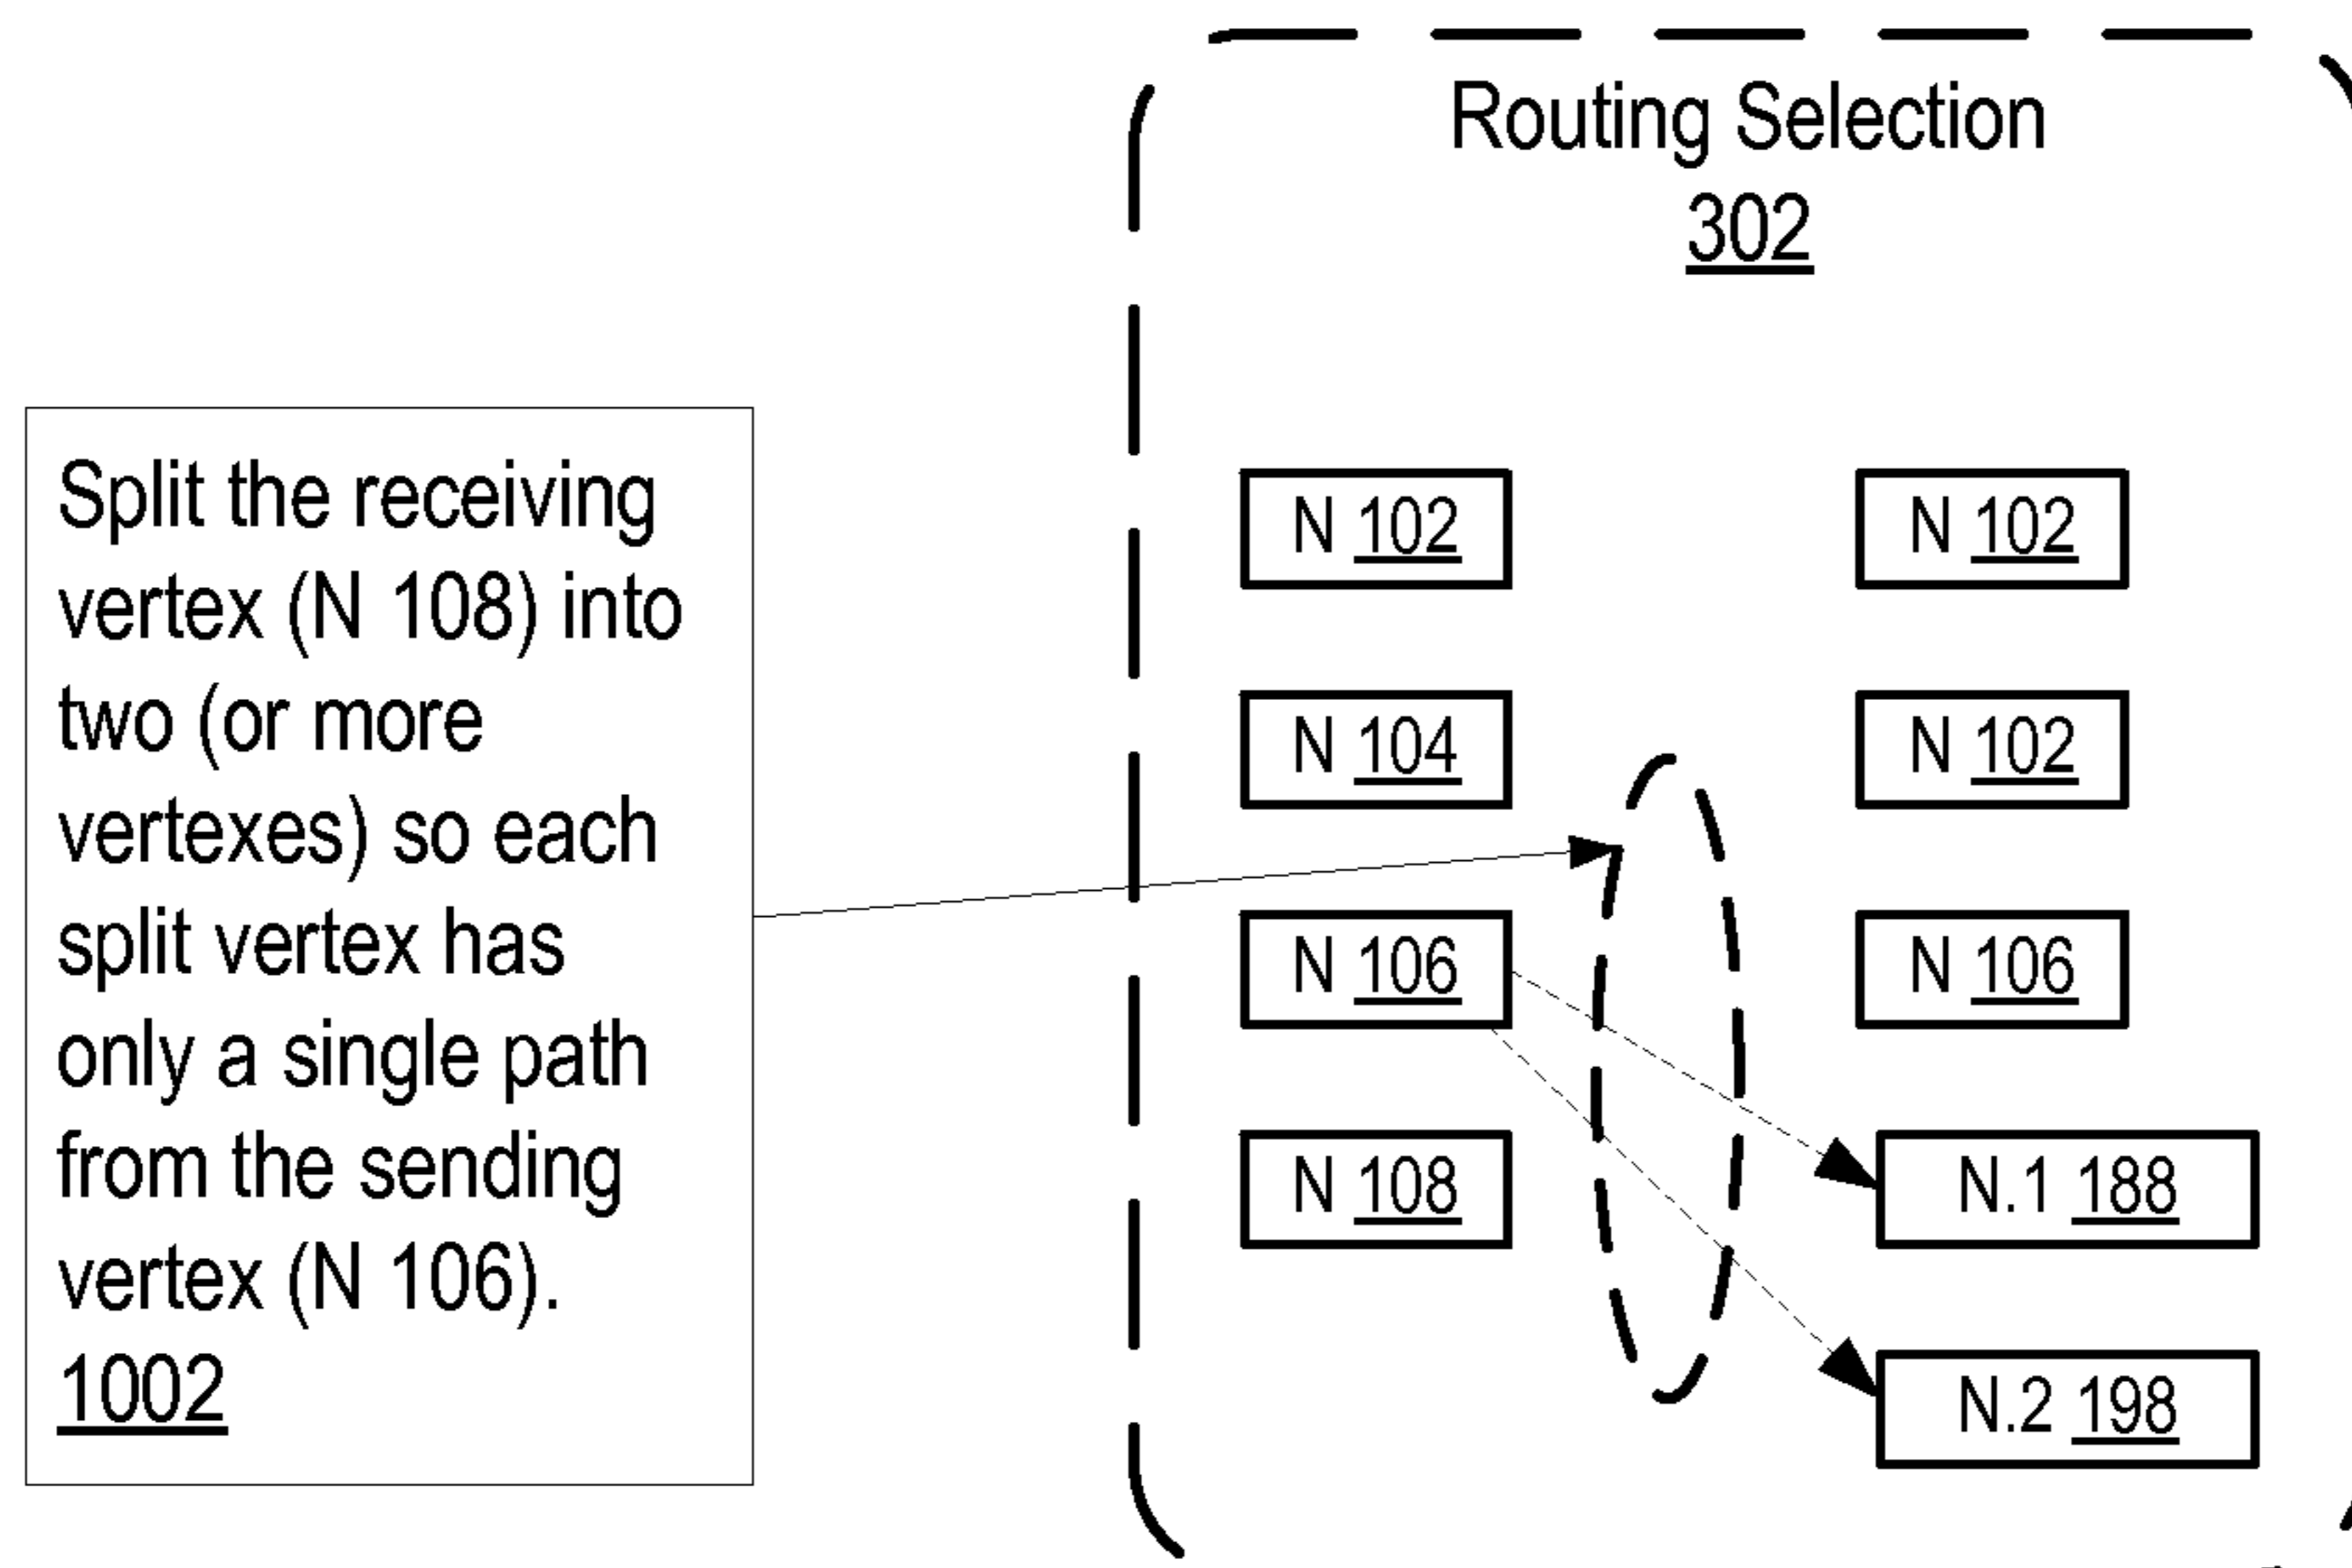 Routing Selection
302
Split the receiving
vertex (N 108) into
two (or more
vertexes) so each
split vertex has
only a single path
from the sending
vertex (N 106).
1002
N 102
N 102
N 104
N 102
N 106
N 106
N 108
N.1 188
N.2 198